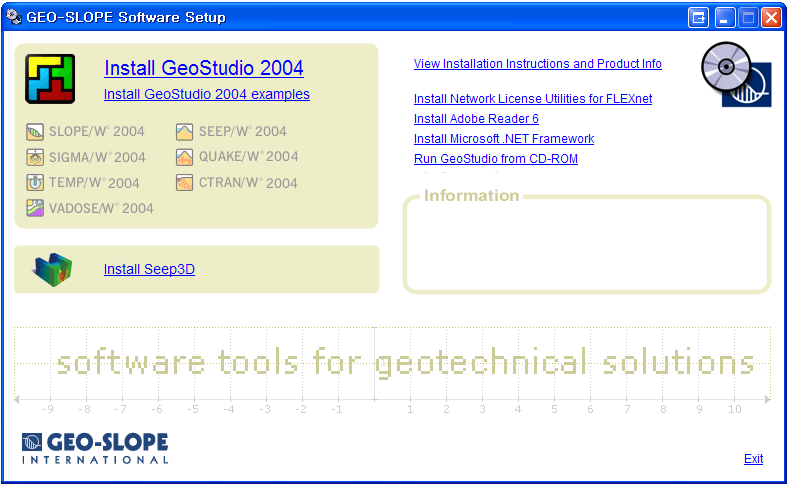 GEO-SLOPE Software Setup
Install GeoStudio 2004
Install GeoStudio 2004 examples
SLOPE/W® 2004
SEEP/W® 2004
SIGMA/W® 2004
QUAKE/W® 2004
TEMP/W® 2004
CTRAN/W® 2004
VADOSE/W® 2004
Install Seep3D
View Installation Instructions and Product Info
Install Network License Utilities for FLEXnet
Install Adobe Reader 6
Install Microsoft .NET Framework
Run GeoStudio from CD-ROM
Information
software tools for geotechnical solutions
-9 -8 -7 -6 -5 -4 -3 -2 -1 1 2 3 4 5 6 7 8 9 10
GEO-SLOPE
INTERNATIONAL
Exit